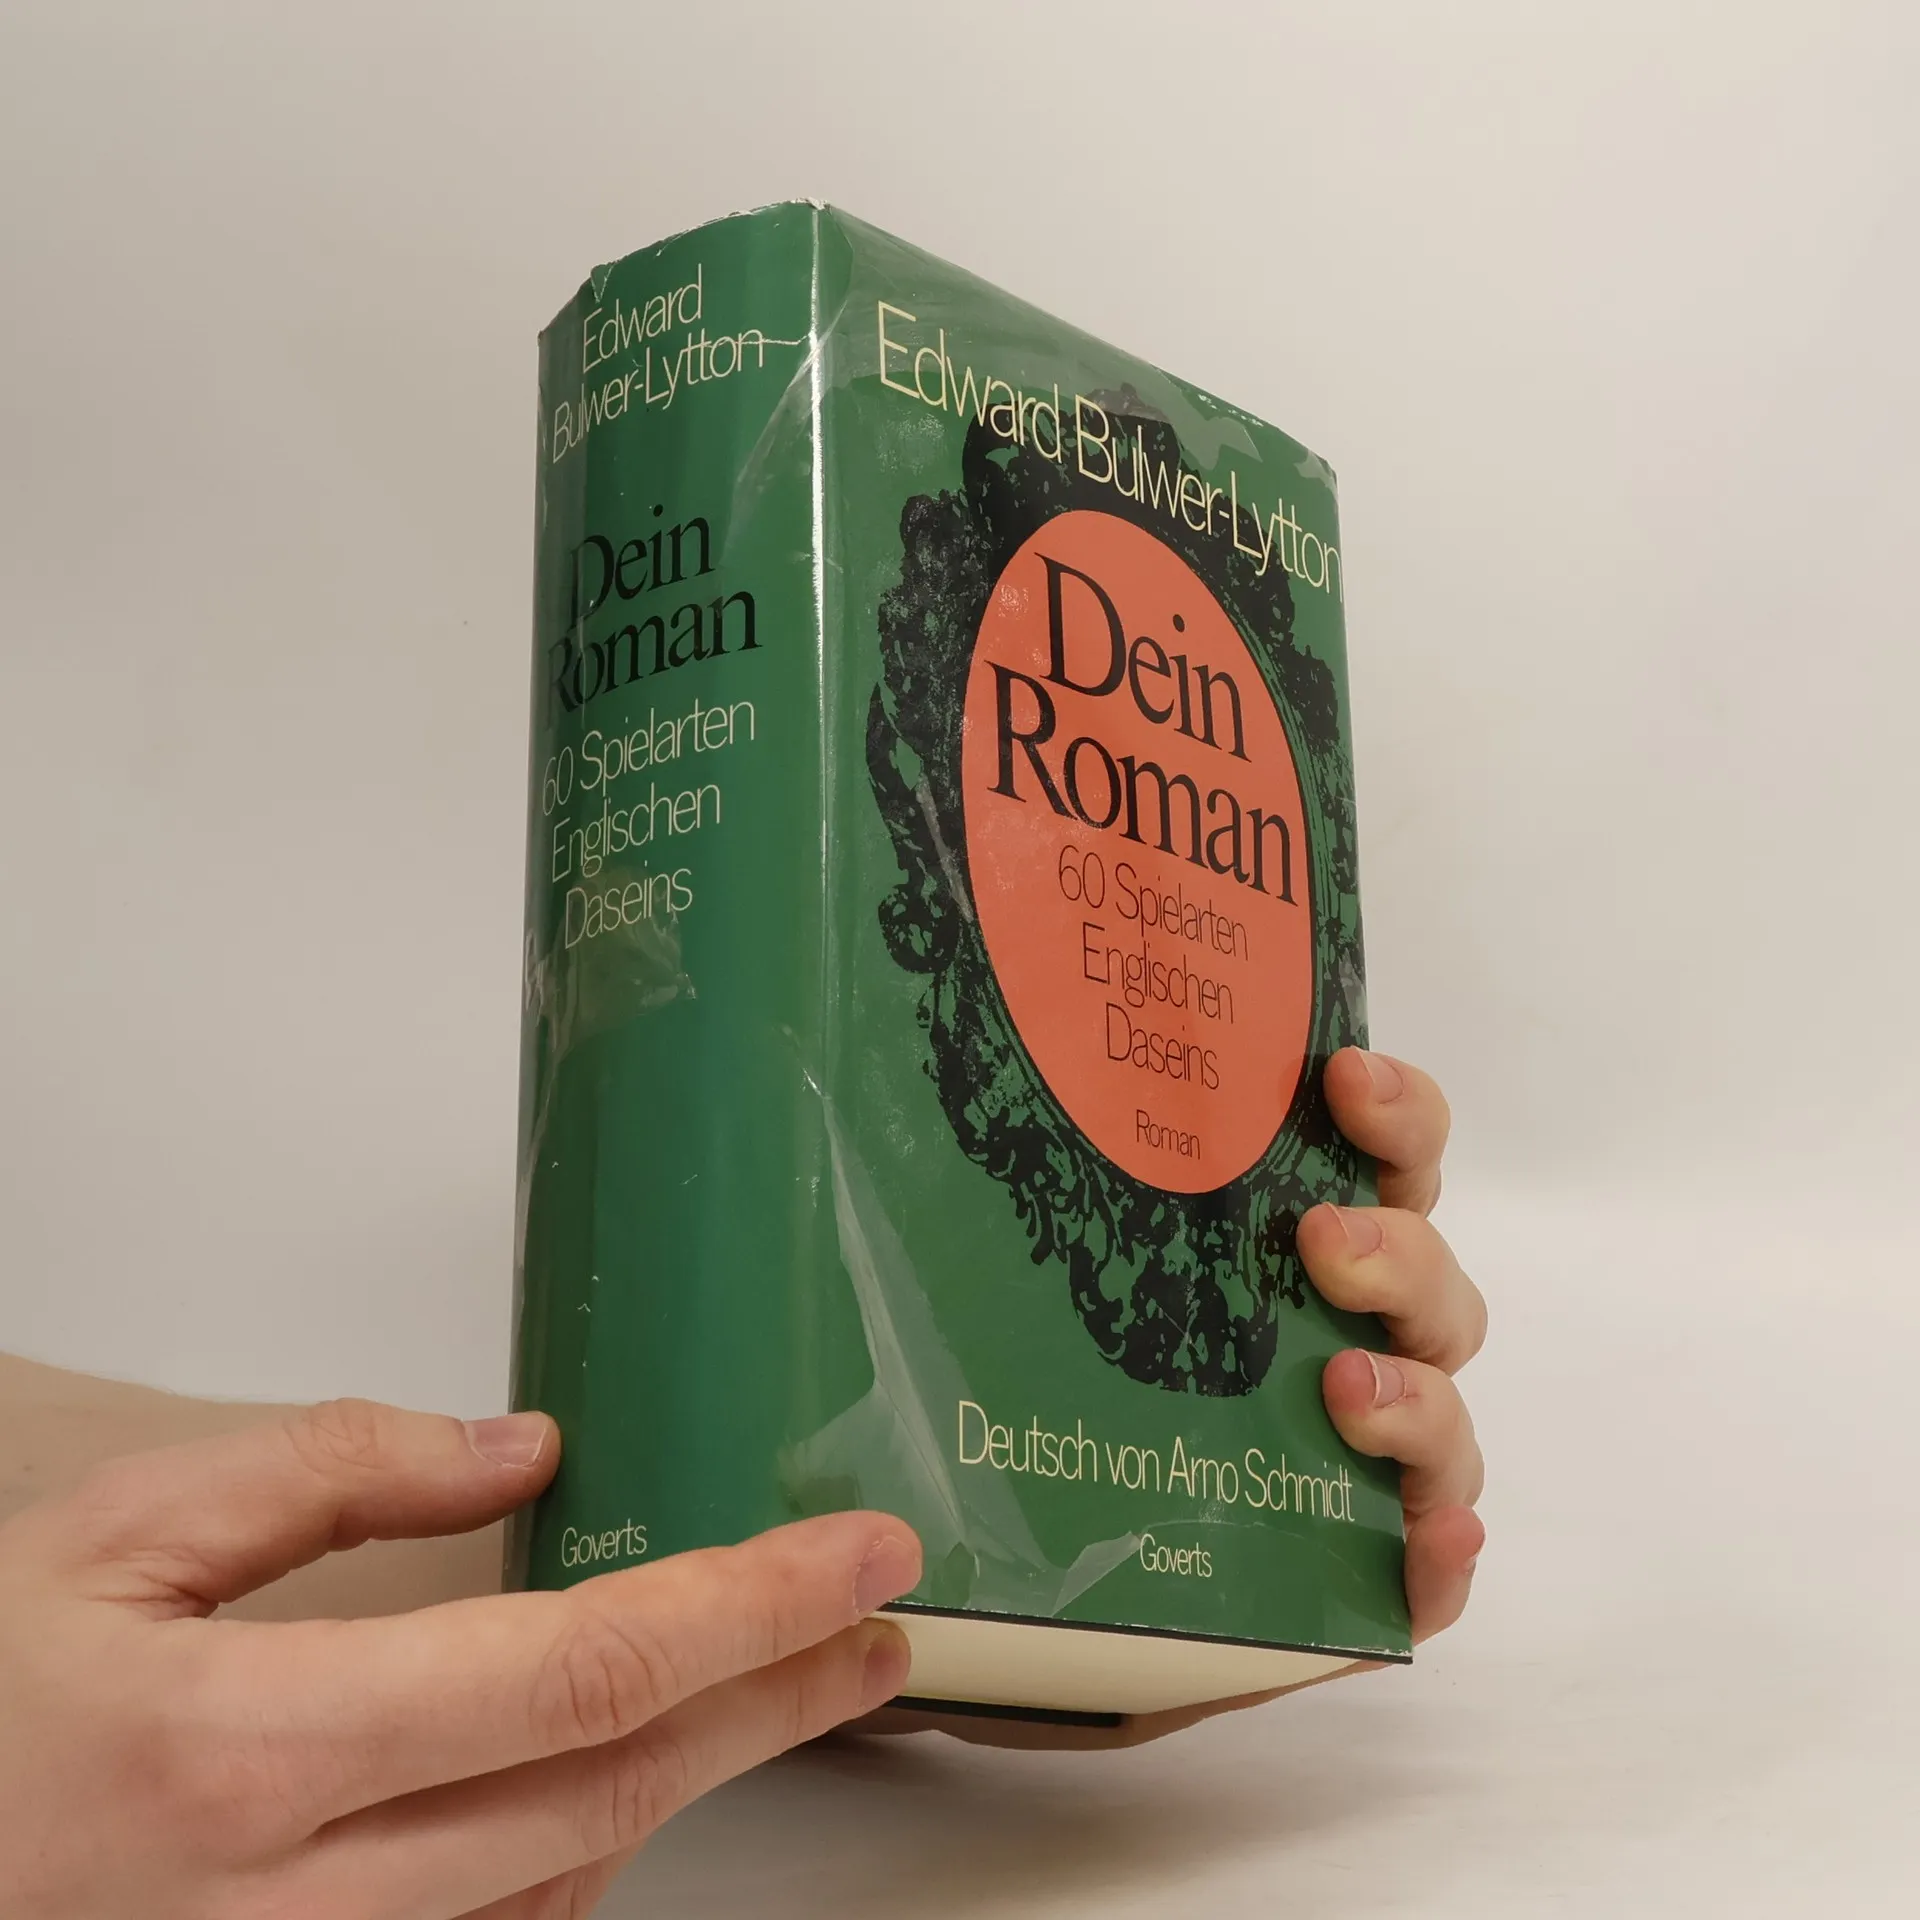 Edward
Bulwer-Lytton
Dein
Roman
60 Spielarten
Englischen
Daseins
Goverts
Edward Bulwer-Lytton
Dein
Roman
60 Spielarten
Englischen
Daseins
Roman
Deutsch von Arno Schmidt
Goverts